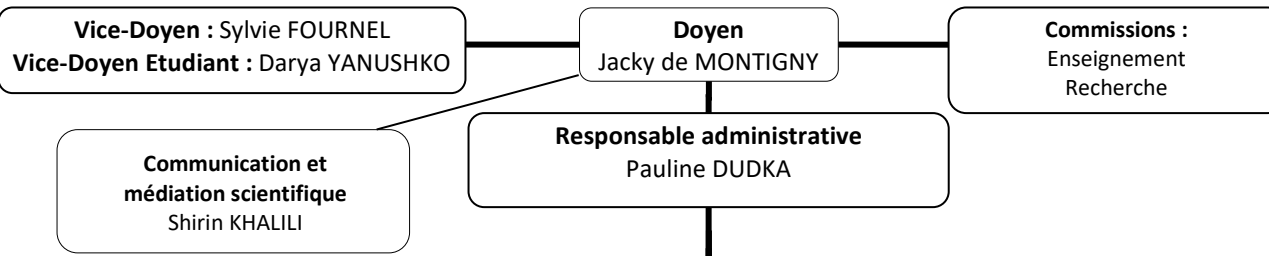 Vice-Doyen : Sylvie FOURNEL
Vice-Doyen Etudiant : Darya YANUSHKO
Doyen
Jacky de MONTIGNY
Commissions :
Enseignement
Recherche
Communication et
médiation scientifique
Shirin KHALILI
Responsable administrative
Pauline DUDKA